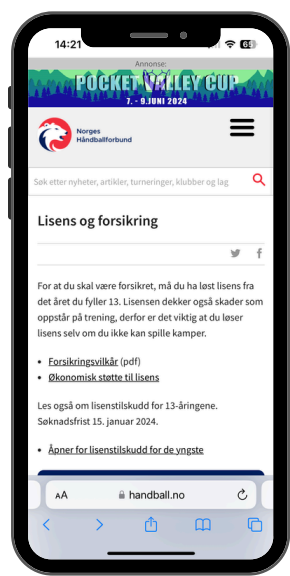 14:21
69
Annonse:
POCKET VALLEY CUP
7. - 9.JUNI 2024
Norges
Håndballforbund
Søk etter nyheter, artikler, turneringer, klubber og lag
Lisens og forsikring
For at du skal være forsikret, må du ha løst lisens fra
det året du fyller 13. Lisensen dekker også skader som
oppstår på trening, derfor er det viktig at du løser
lisens selv om du ikke kan spille kamper.
• Forsikringsvilkår (pdf)
• Økonomisk støtte til lisens
Les også om lisenstilskudd for 13-åringene.
Søknadsfrist 15. januar 2024.
• Åpner for lisenstilskudd for de yngste
AA handball.no